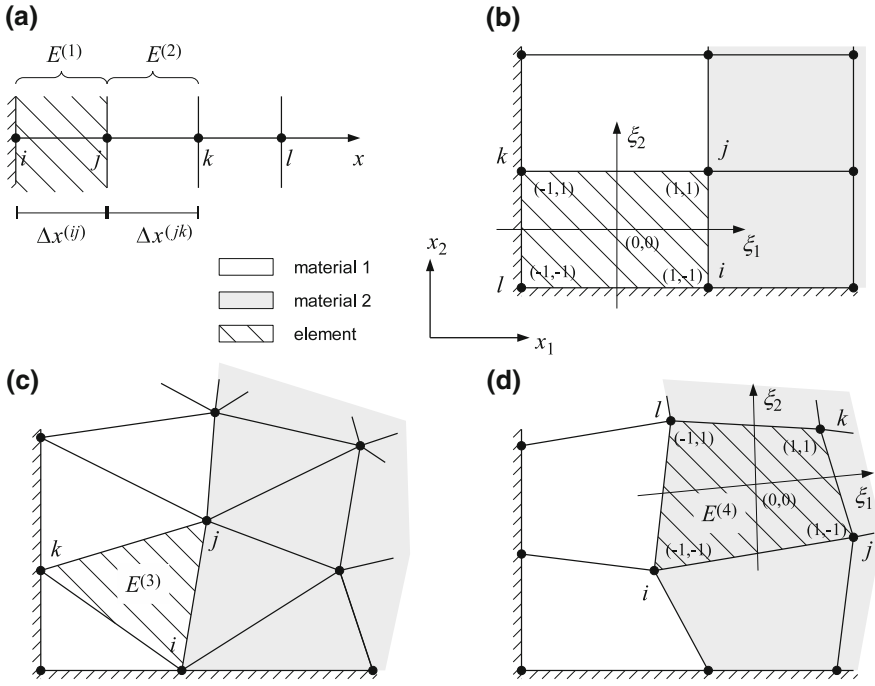 (a)
E(1) E(2)
i j k l x
Δx(ij) Δx(jk)
material 1
material 2
element
x2
x1
(b)
ξ2
k j
(-1,1) (1,1)
(0,0) ξ1
(-1,-1) (1,-1)
l i
(c)
k j
E(3)
i
(d)
l ξ2 k
(-1,1) (1,1)
(0,0) ξ1
E(4)
(-1,-1) (1,-1)
i j